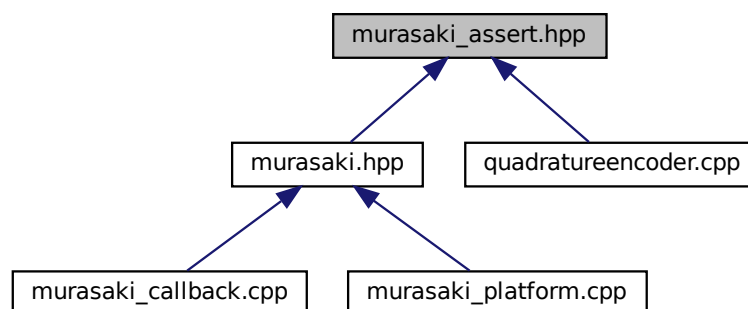 murasaki_assert.hpp
murasaki.hpp
quadratureencoder.cpp
murasaki_callback.cpp
murasaki_platform.cpp